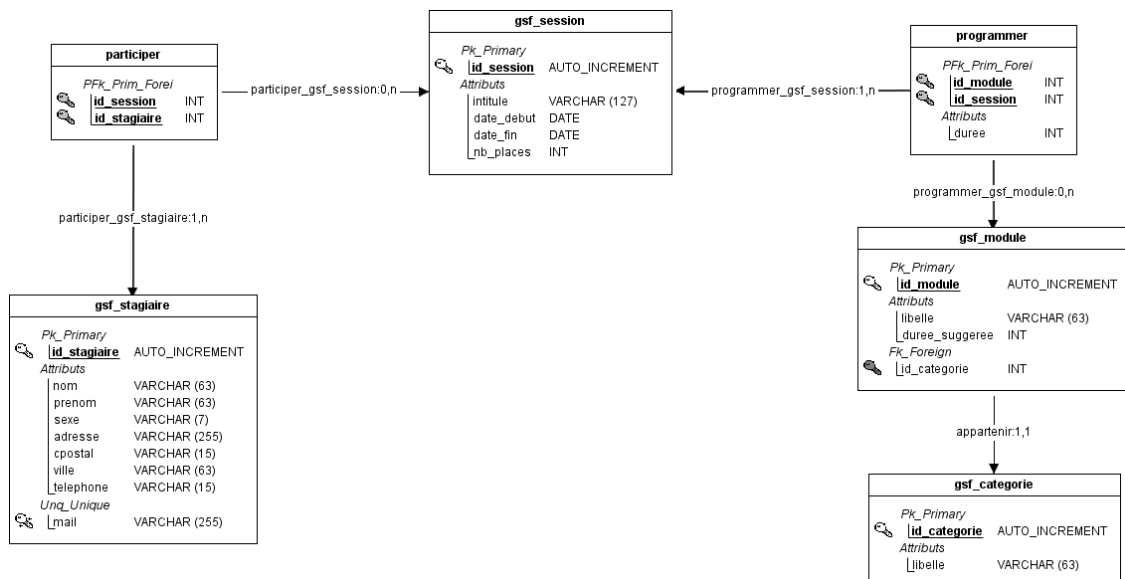 participer
PFk_Prim_Forei
id_session INT
id_stagiaire INT
participer_gsf_session:0,n
gsf_session
Pk_Primary
id_session AUTO_INCREMENT
Attributs
intitule VARCHAR (127)
date_debut DATE
date_fin DATE
nb_places INT
programmer_gsf_session:1,n
programmer
PFk_Prim_Forei
id_module INT
id_session INT
Attributs
duree INT
participer_gsf_stagiaire:1,n
programmer_gsf_module:0,n
gsf_stagiaire
Pk_Primary
id_stagiaire AUTO_INCREMENT
Attributs
nom VARCHAR (63)
prenom VARCHAR (63)
sexe VARCHAR (7)
adresse VARCHAR (255)
cpostal VARCHAR (15)
ville VARCHAR (63)
telephone VARCHAR (15)
Unq_Unique
mail VARCHAR (255)
gsf_module
Pk_Primary
id_module AUTO_INCREMENT
Attributs
libelle VARCHAR (63)
duree_suggeree INT
Fk_Foreign
id_categorie INT
appartenir:1,1
gsf_categorie
Pk_Primary
id_categorie AUTO_INCREMENT
Attributs
libelle VARCHAR (63)